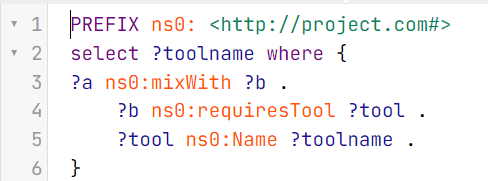 1 PREFIX ns0: <http://project.com#>
2 select ?toolname where {
3 ?a ns0:mixWith ?b .
4     ?b ns0:requiresTool ?tool .
5     ?tool ns0:Name ?toolname .
6 }